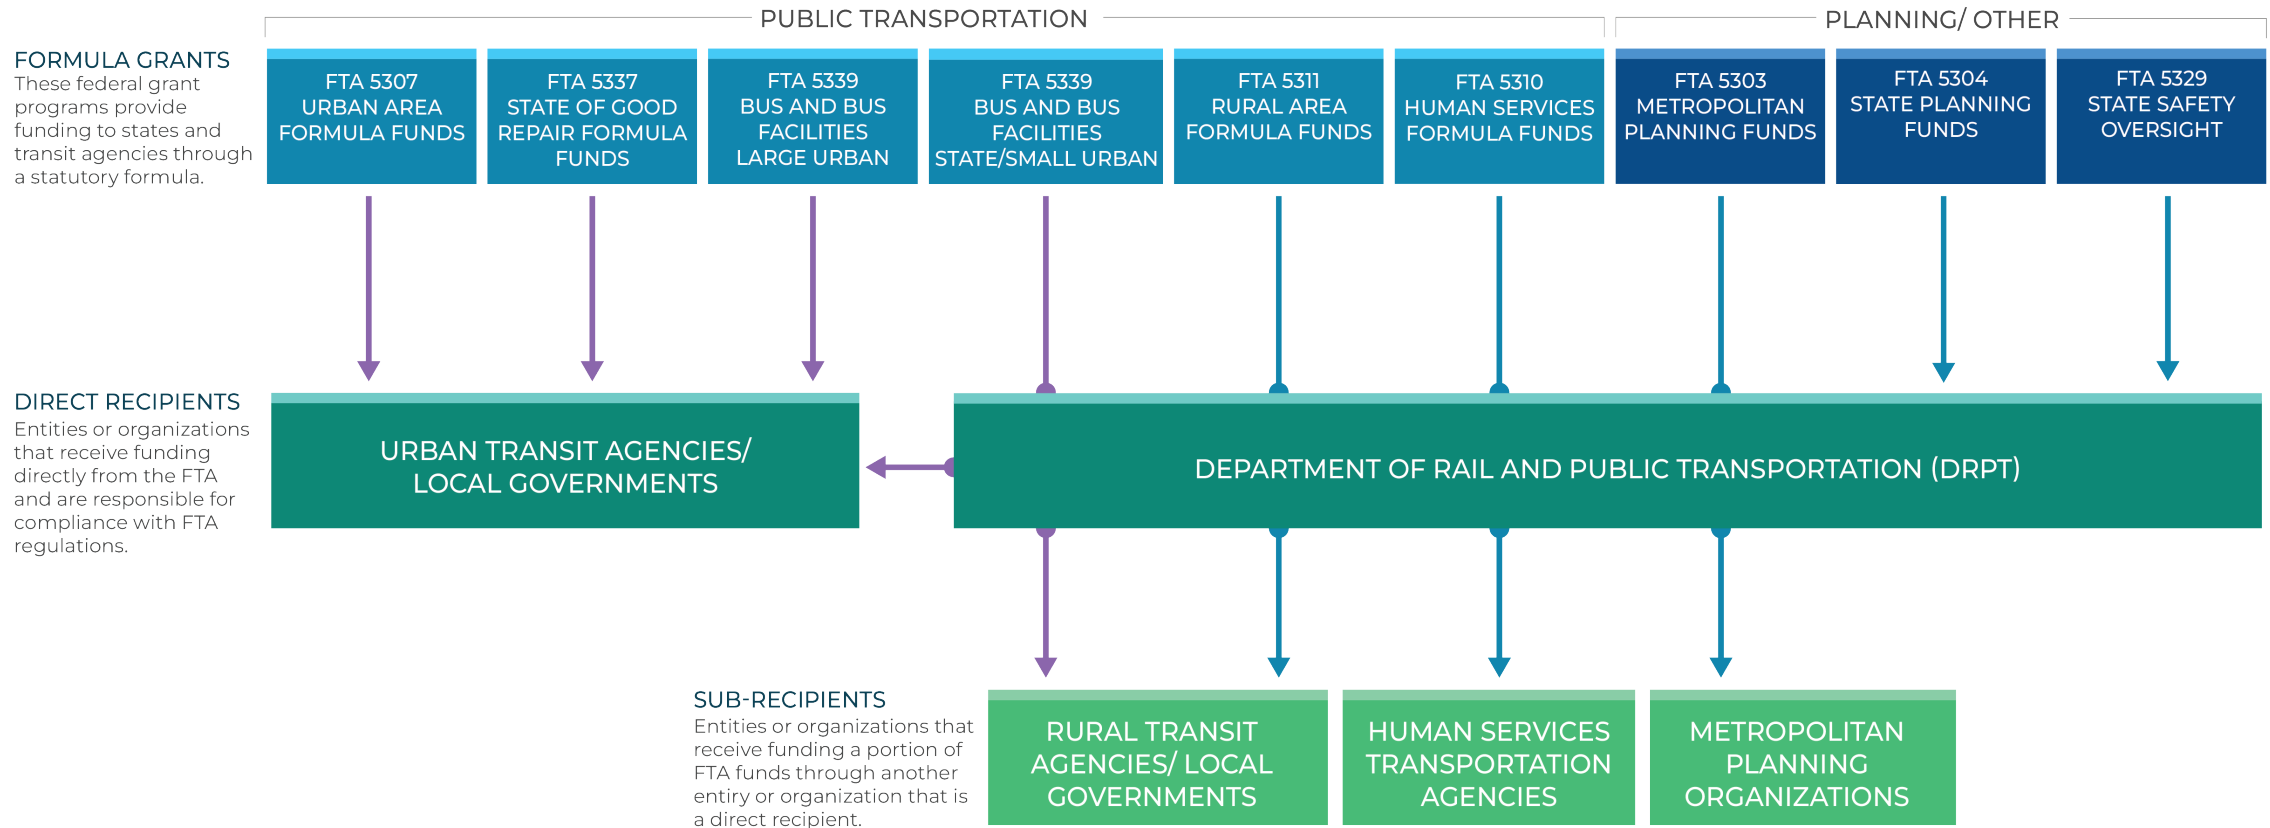 PUBLIC TRANSPORTATION
PLANNING/ OTHER
FORMULA GRANTS
These federal grant
programs provide
funding to states and
transit agencies through
a statutory formula.
FTA 5307
URBAN AREA
FORMULA FUNDS
FTA 5337
STATE OF GOOD
REPAIR FORMULA
FUNDS
FTA 5339
BUS AND BUS
FACILITIES
LARGE URBAN
FTA 5339
BUS AND BUS
FACILITIES
STATE/SMALL URBAN
FTA 5311
RURAL AREA
FORMULA FUNDS
FTA 5310
HUMAN SERVICES
FORMULA FUNDS
FTA 5303
METROPOLITAN
PLANNING FUNDS
FTA 5304
STATE PLANNING
FUNDS
FTA 5329
STATE SAFETY
OVERSIGHT
DIRECT RECIPIENTS
Entities or organizations
that receive funding
directly from the FTA
and are responsible for
compliance with FTA
regulations.
URBAN TRANSIT AGENCIES/
LOCAL GOVERNMENTS
DEPARTMENT OF RAIL AND PUBLIC TRANSPORTATION (DRPT)
SUB-RECIPIENTS
Entities or organizations that
receive funding a portion of
FTA funds through another
entiry or organization that is
a direct recipient.
RURAL TRANSIT
AGENCIES/ LOCAL
GOVERNMENTS
HUMAN SERVICES
TRANSPORTATION
AGENCIES
METROPOLITAN
PLANNING
ORGANIZATIONS